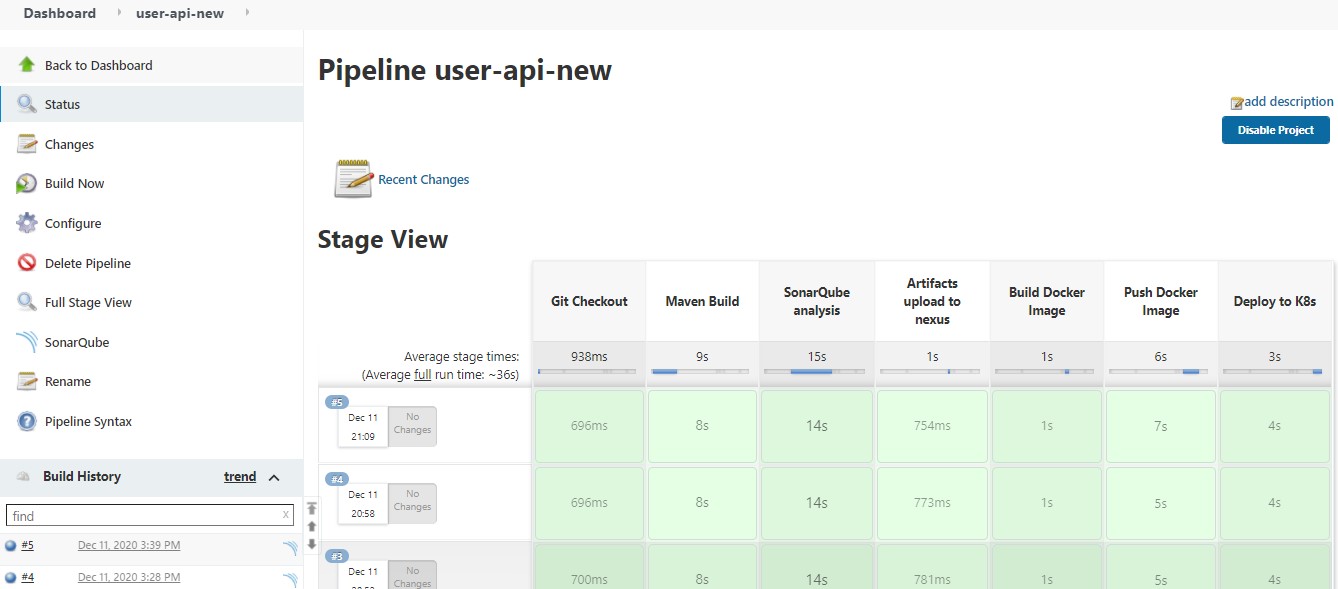 Dashboard
user-api-new
Back to Dashboard
Status
Changes
Build Now
Configure
Delete Pipeline
Full Stage View
SonarQube
Rename
Pipeline Syntax
Build History
trend
find
x
#5
Dec 11, 2020 3:39 PM
#4
Dec 11, 2020 3:28 PM
Pipeline user-api-new
add description
Disable Project
Recent Changes
Stage View
Git Checkout
Maven Build
SonarQube
analysis
Artifacts
upload to
nexus
Build Docker
Image
Push Docker
Image
Deploy to K8s
Average stage times:
(Average full run time: ~36s)
938ms
9s
15s
1s
1s
6s
3s
#5
Dec 11
21:09
No
Changes
696ms
8s
14s
754ms
1s
7s
4s
#4
Dec 11
20:58
No
Changes
696ms
8s
14s
773ms
1s
5s
4s
#3
Dec 11
No
Changes
700ms
8s
14s
781ms
1s
5s
4s